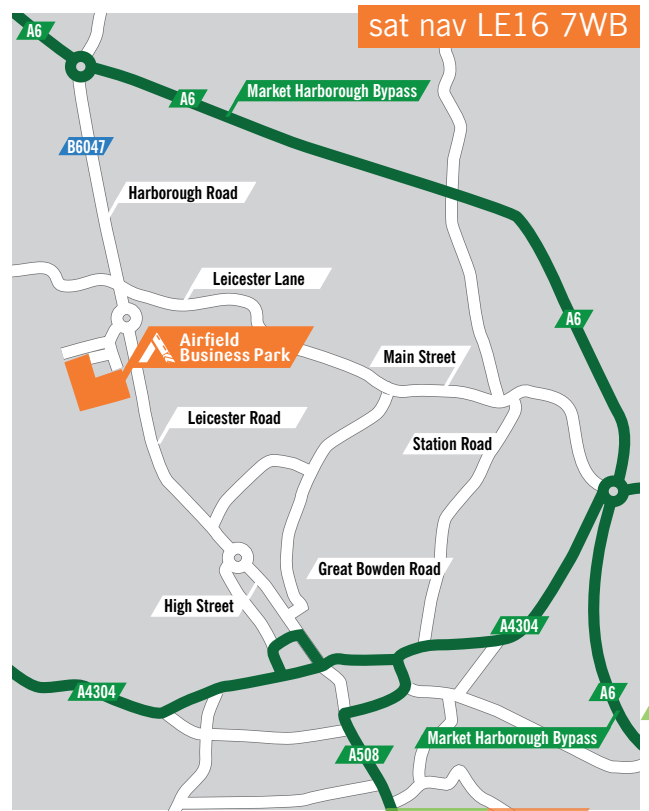 sat nav LE16 7WB
A6
Market Harborough Bypass
A6
B6047
Harborough Road
Leicester Lane
A6
Airfield
Business Park
Main Street
Leicester Road
Station Road
Great Bowden Road
High Street
A4304
A4304
A6
Market Harborough Bypass
A508